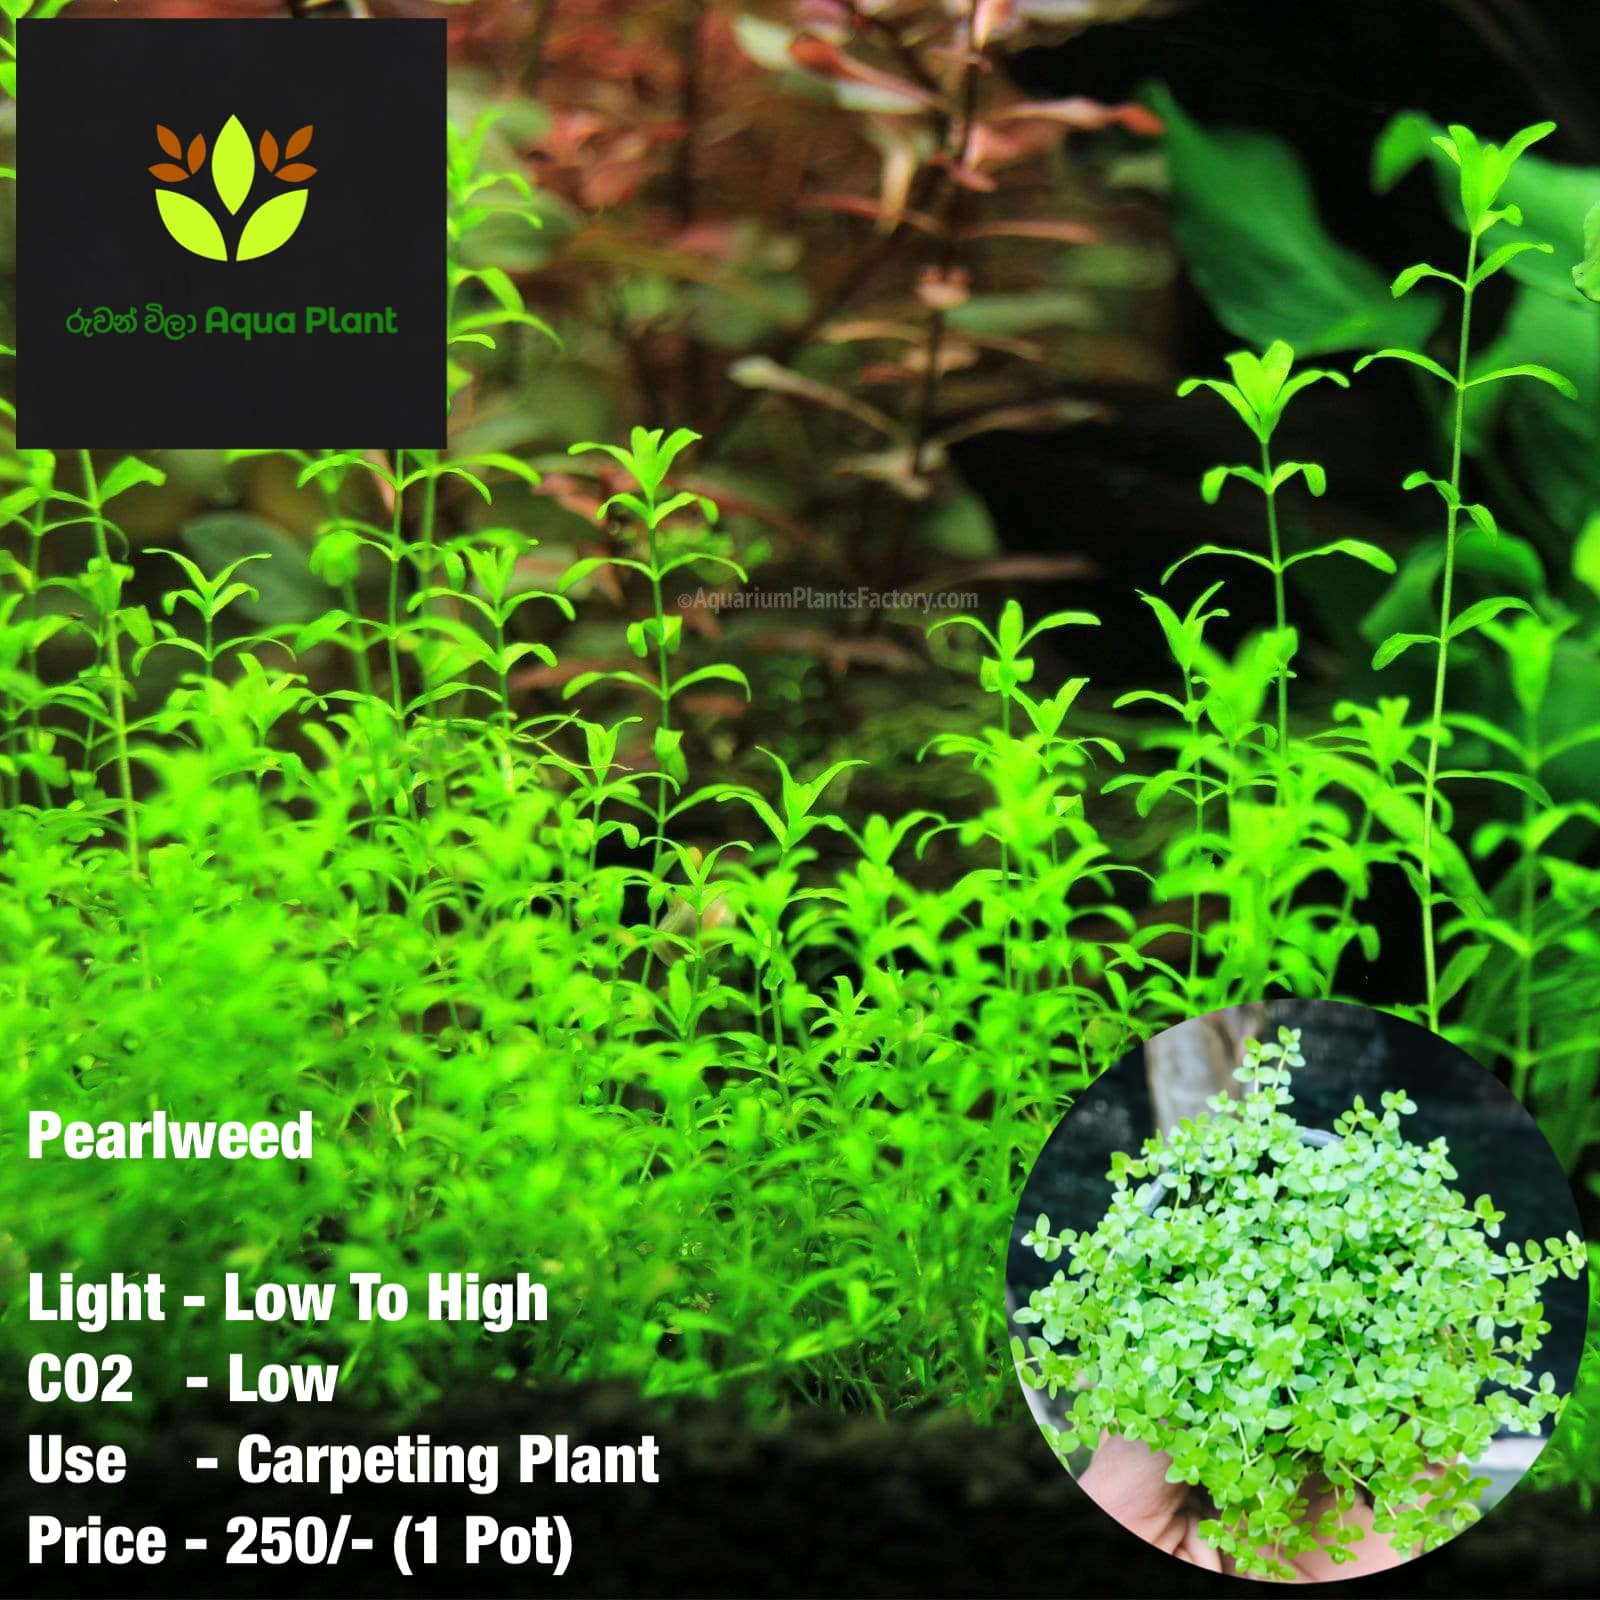 රුවන් විලා Aqua Plant
©AquariumPlantsFactory.com
Pearlweed
Light - Low To High
CO2 - Low
Use - Carpeting Plant
Price - 250/- (1 Pot)